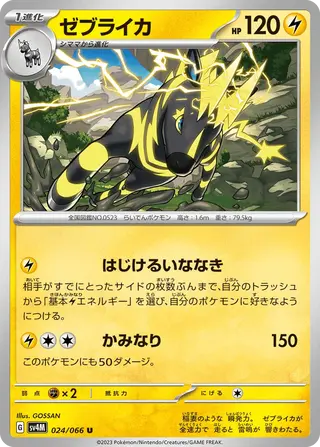 1進化
ゼブライカ
HP 120
シママから進化
全国図鑑NO.0523 らいでんポケモン 高さ：1.6m 重さ：79.5kg
はじけるいななき
相手がすでにとったサイドの枚数ぶんまで、自分のトラッシュ
から「基本エネルギー」を選び、自分のポケモンに好きなよう
につける。
かみなり 150
このポケモンにも50ダメージ。
弱点 ×2 抵抗力 にげる
Illus. GOSSAN
稲妻のような 瞬発力。ゼブライカが
全速力で 走ると 雷鳴が 響きわたる。
G sv4M 024/066 U
©2023 Pokémon/Nintendo/Creatures/GAME FREAK.